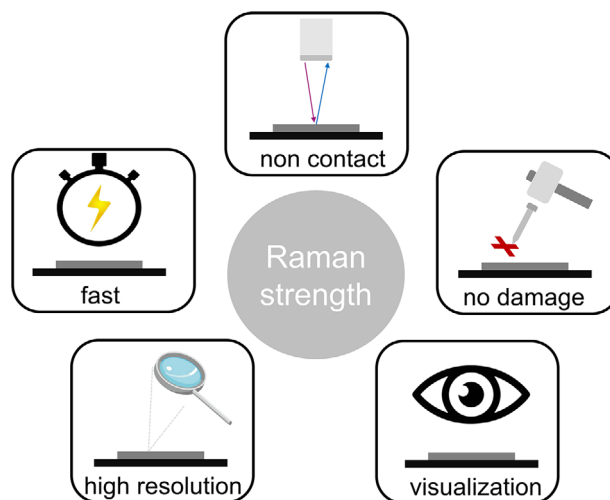 non contact
fast
Raman
strength
no damage
high resolution
visualization